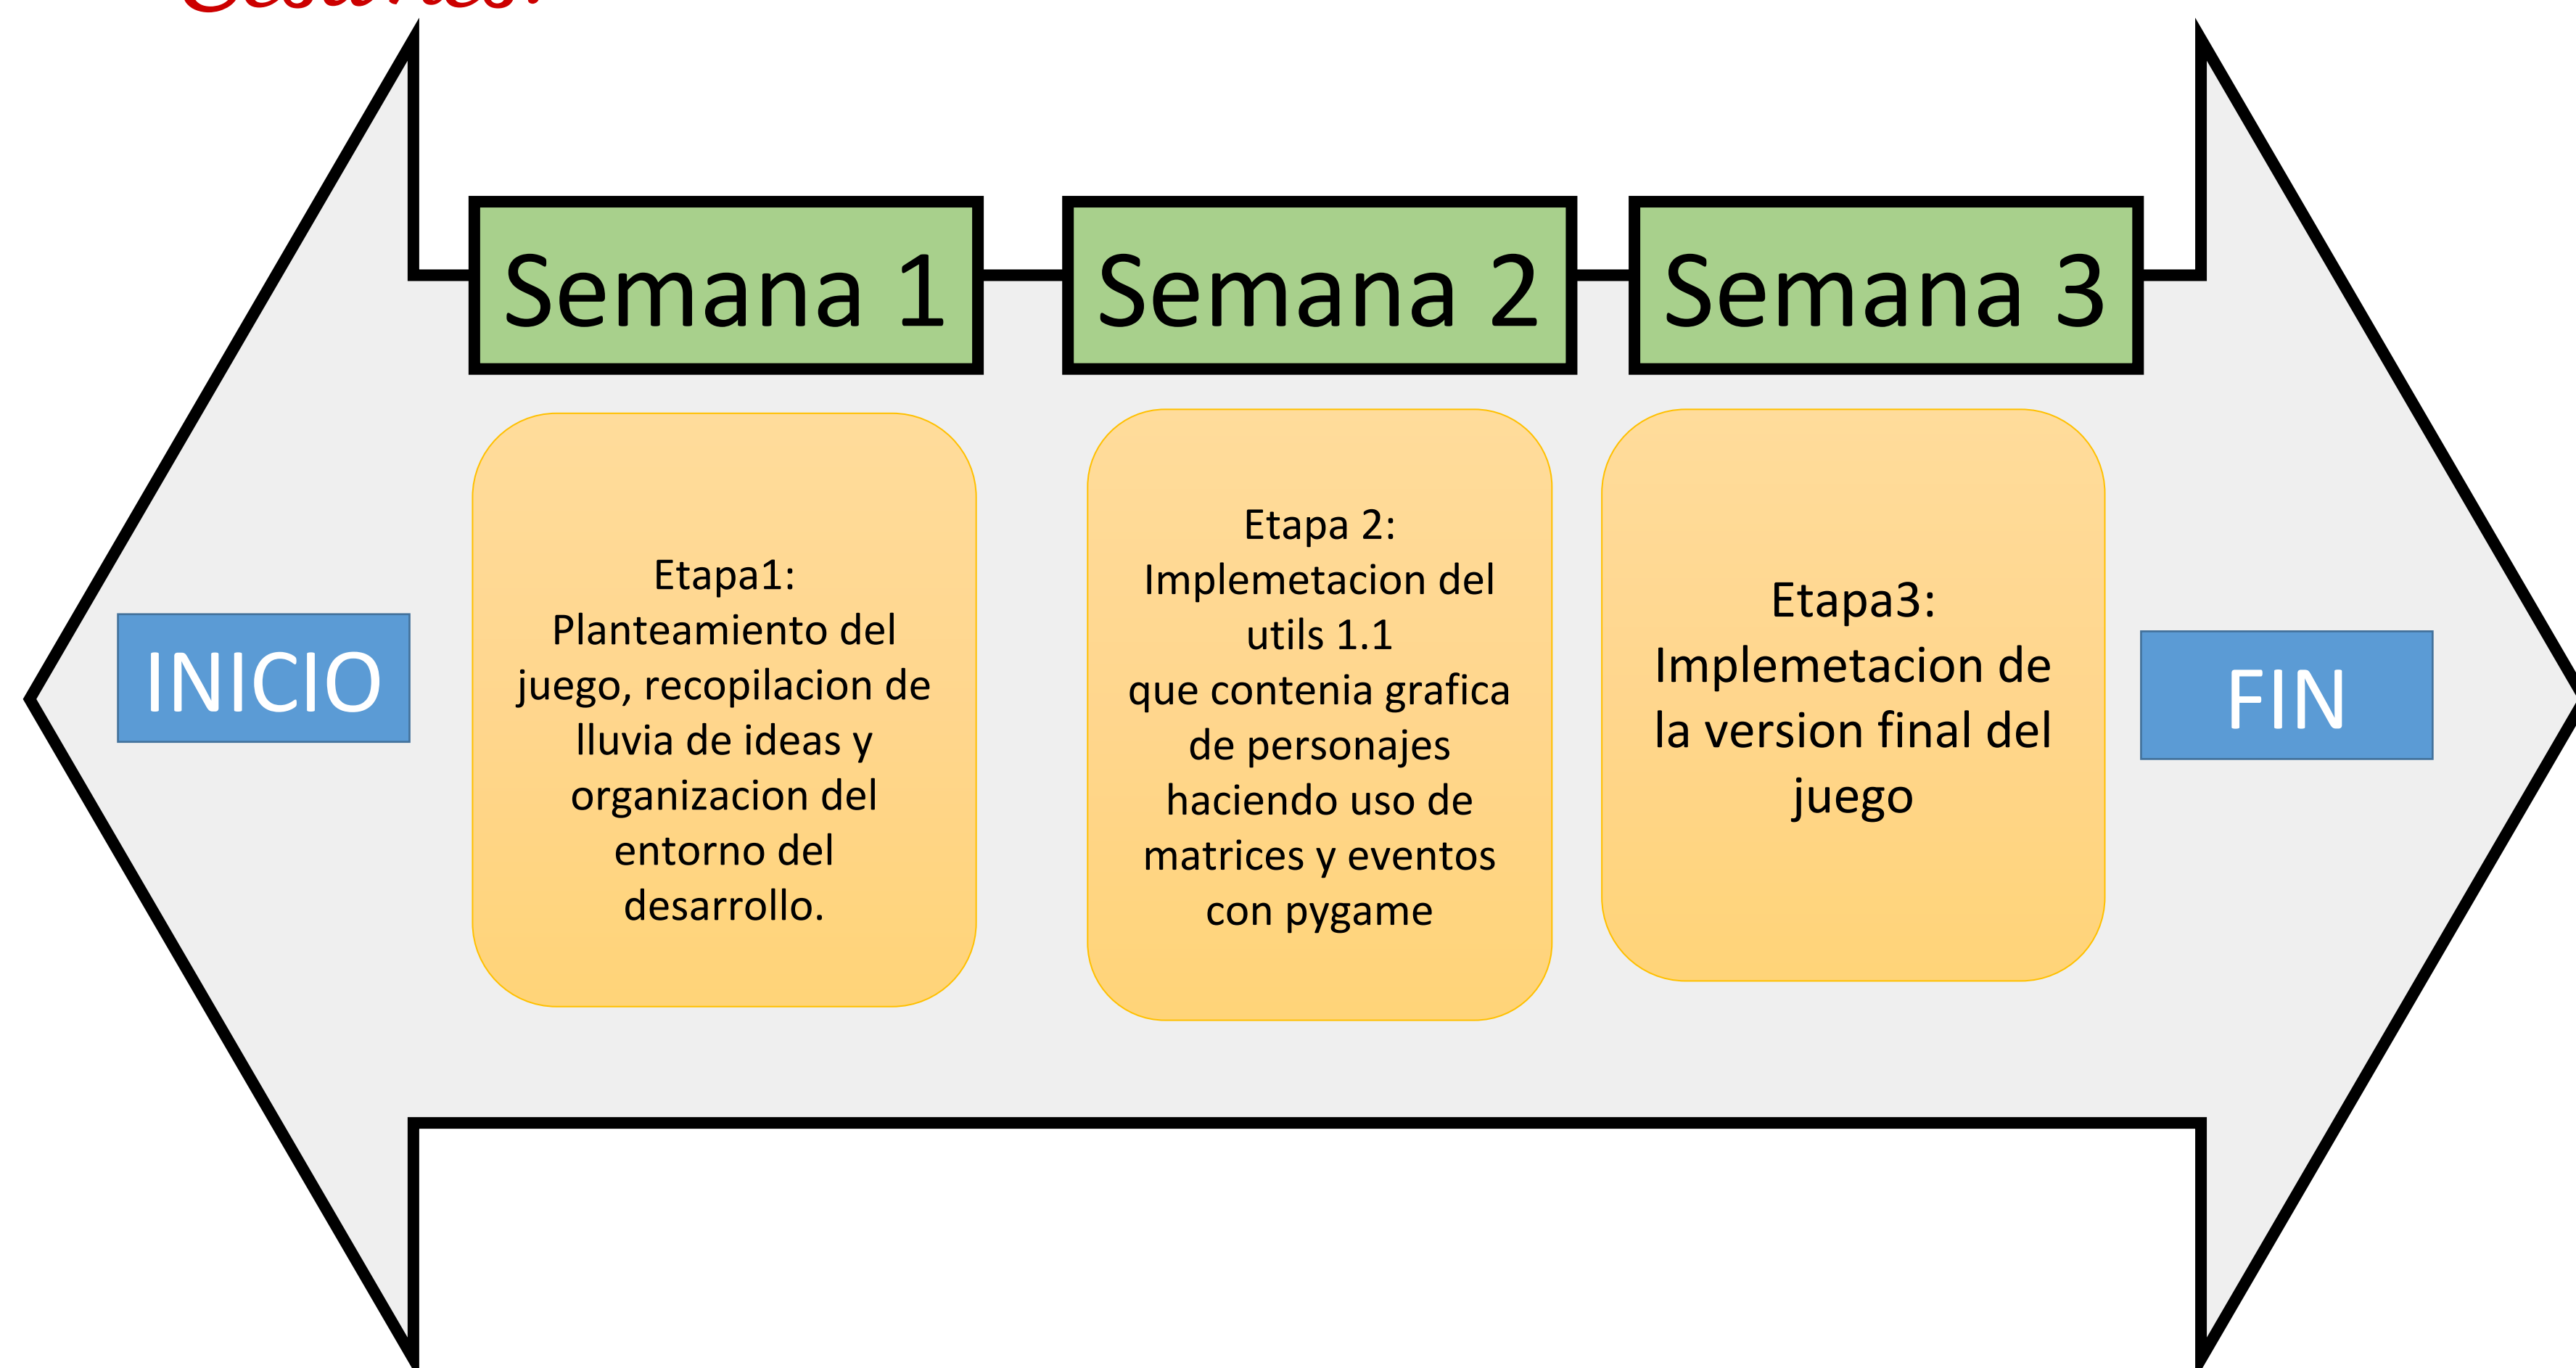 Semana 1
Semana 2
Semana 3
INICIO
Etapa1:
Planteamiento del
juego, recopilacion de
lluvia de ideas y
organizacion del
entorno del
desarrollo.
Etapa 2:
Implemetacion del
utils 1.1
que contenia grafica
de personajes
haciendo uso de
matrices y eventos
con pygame
Etapa3:
Implemetacion de
la version final del
juego
FIN